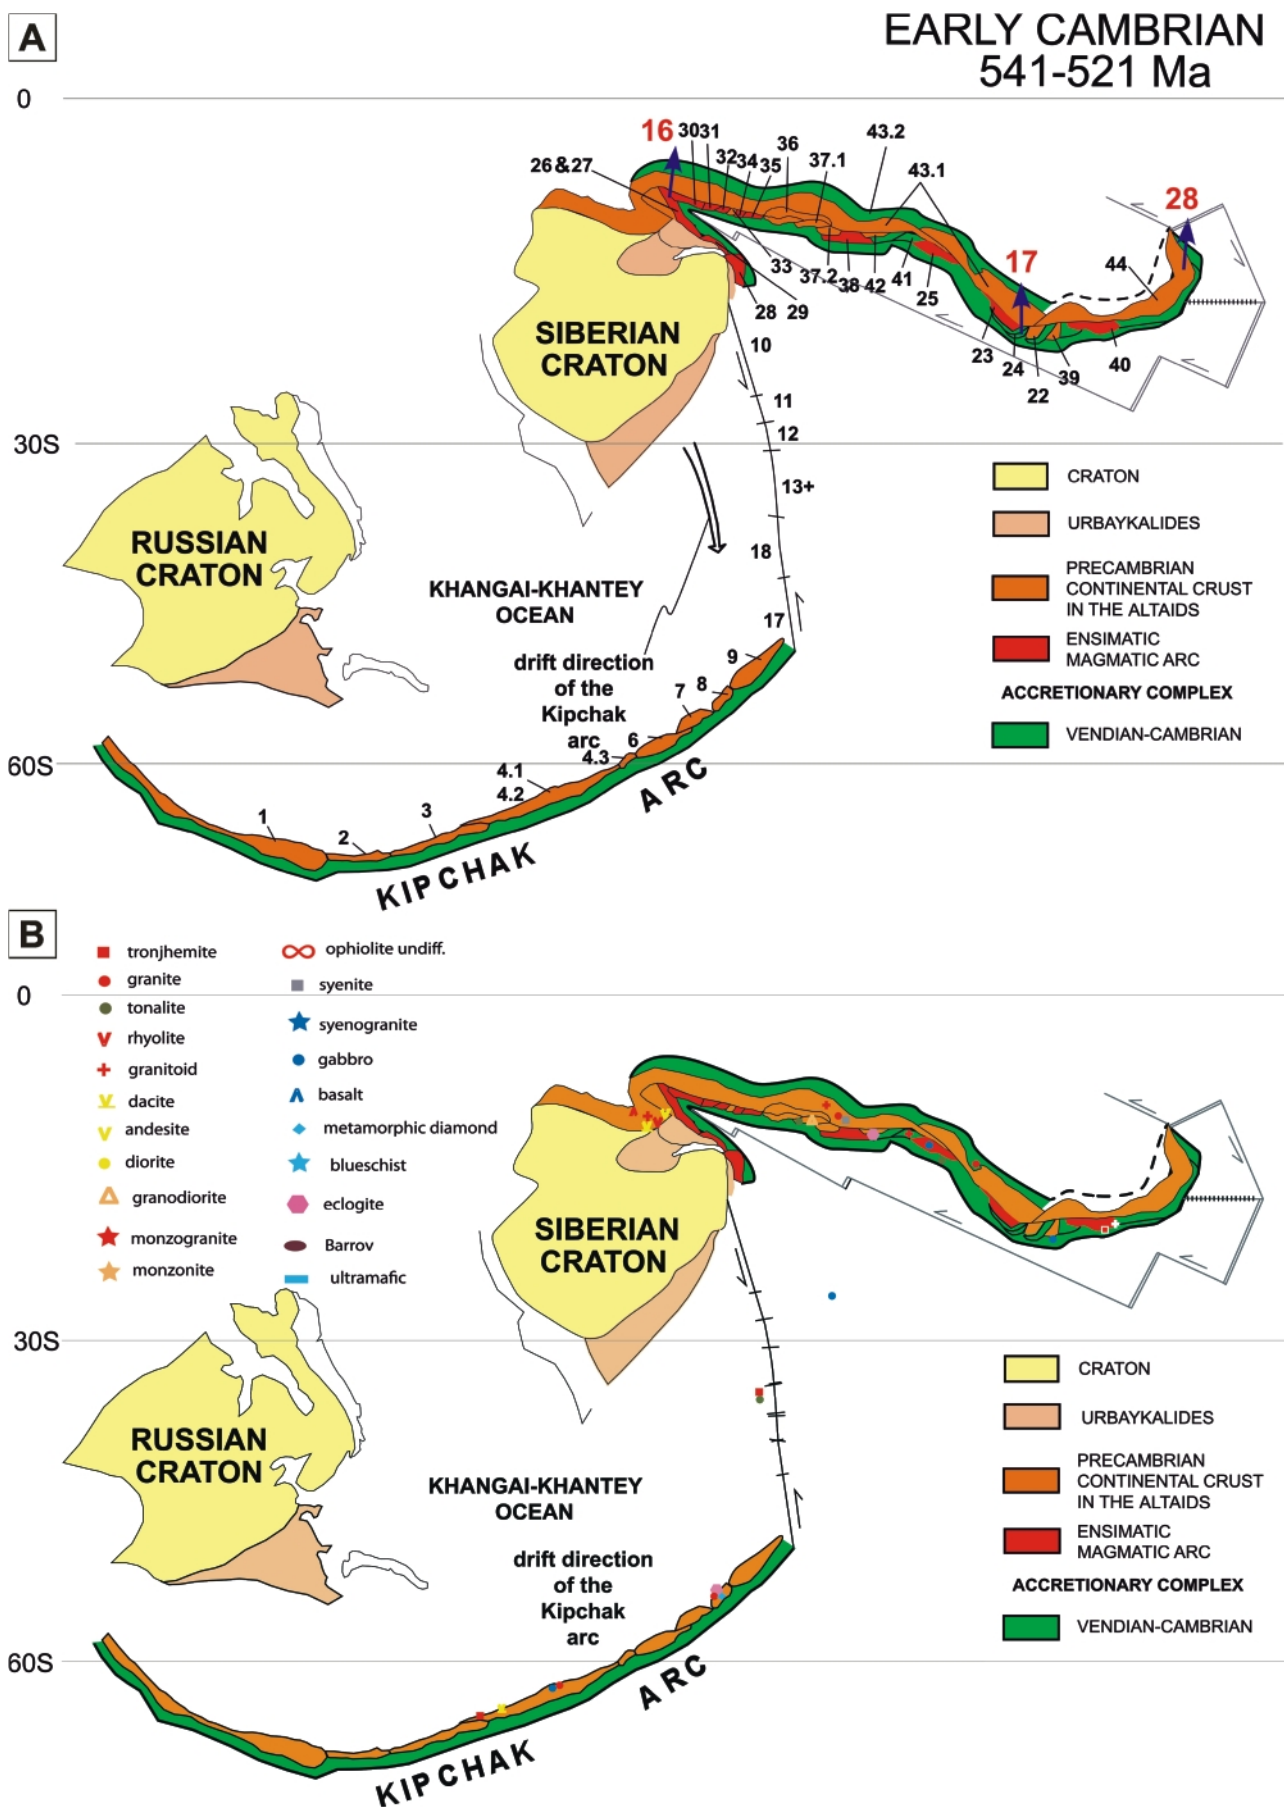 A
EARLY CAMBRIAN
541-521 Ma
0
16
30
31
32
34
35
36
37.1
43.2
43.1
26 &27
28
17
44
33
37.2
38
42
41
25
28
29
23
24
22
39
40
10
11
12
13+
18
17
SIBERIAN
CRATON
30S
RUSSIAN
CRATON
KHANGAI-KHANTEY
OCEAN
drift direction
of the
Kipchak
arc
9
8
7
6
4.3
4.1
4.2
3
2
1
60S
KIPCHAK
ARC
CRATON
URBAYKALIDES
PRECAMBRIAN
CONTINENTAL CRUST
IN THE ALTAIDS
ENSIMATIC
MAGMATIC ARC
ACCRETIONARY COMPLEX
VENDIAN-CAMBRIAN
B
tronjhemite
granite
tonalite
rhyolite
granitoid
dacite
andesite
diorite
granodiorite
monzogranite
monzonite
ophiolite undiff.
syenite
syenogranite
gabbro
basalt
metamorphic diamond
blueschist
eclogite
Barrov
ultramafic
0
SIBERIAN
CRATON
30S
RUSSIAN
CRATON
KHANGAI-KHANTEY
OCEAN
drift direction
of the
Kipchak
arc
60S
KIPCHAK
ARC
CRATON
URBAYKALIDES
PRECAMBRIAN
CONTINENTAL CRUST
IN THE ALTAIDS
ENSIMATIC
MAGMATIC ARC
ACCRETIONARY COMPLEX
VENDIAN-CAMBRIAN